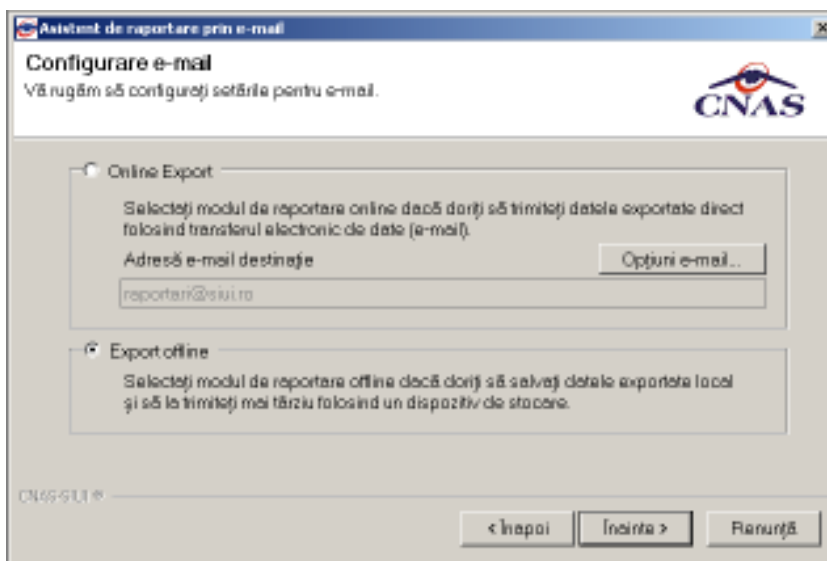 Asistent de raportare prin e-mail
Configurare e-mail
Vă rugăm să configurați setările pentru e-mail.
CNAS
Online Export
Selectați modul de raportare online dacă doriți să trimiteți datele exportate direct
folosind transferul electronic de date (e-mail).
Adresă e-mail destinație
Opțiuni e-mail...
raportari@siui.ro
Export offline
Selectați modul de raportare offline dacă doriți să salvați datele exportate local
și să la trimiteți mai târziu folosind un dispozitiv de stocare.
CNAS-SIUI ®
< Înapoi
Înainte >
Renunță